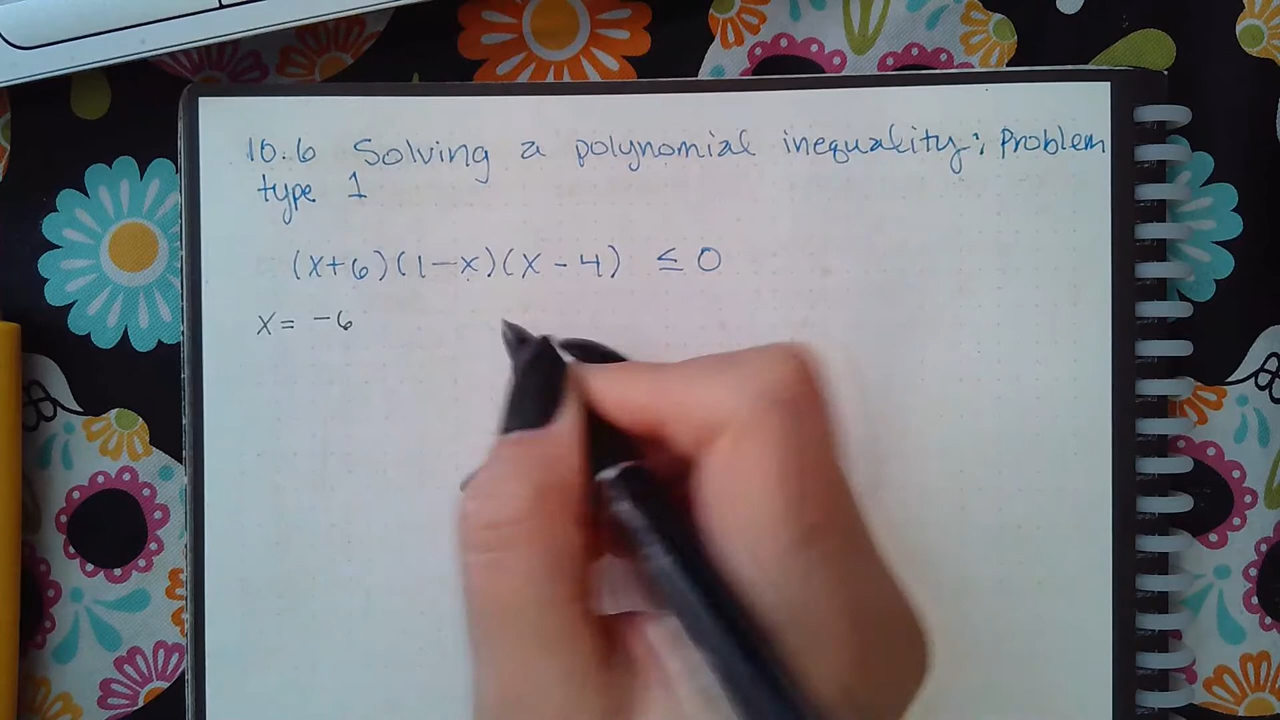 10.6 Solving a polynomial inequality: Problem
type 1
(x+6)(1-x)(x-4) ≤ 0
x = -6